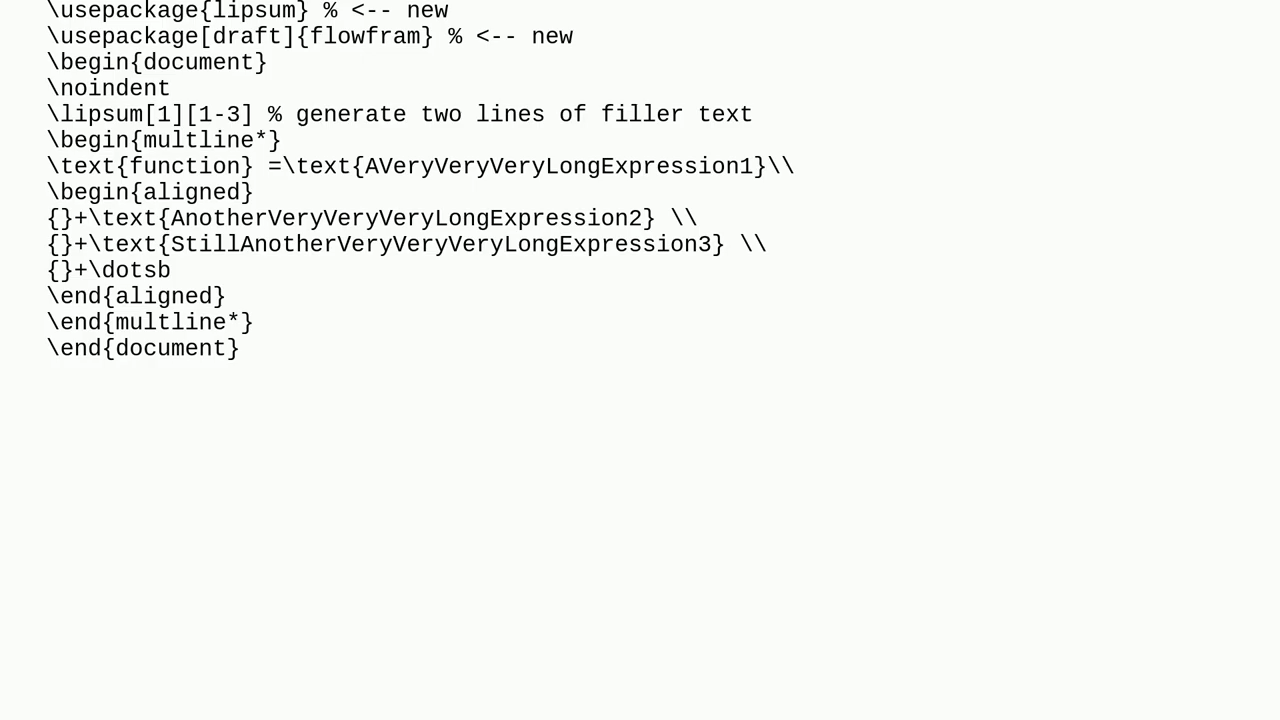 \usepackage{lipsum} % <-- new
\usepackage[draft]{flowfram} % <-- new
\begin{document}
\noindent
\lipsum[1][1-3] % generate two lines of filler text
\begin{multline*}
\text{function} =\text{AVeryVeryVeryLongExpression1}\\
\begin{aligned}
{}+\text{AnotherVeryVeryVeryLongExpression2} \\
{}+\text{StillAnotherVeryVeryVeryLongExpression3} \\
{}+\dotsb
\end{aligned}
\end{multline*}
\end{document}